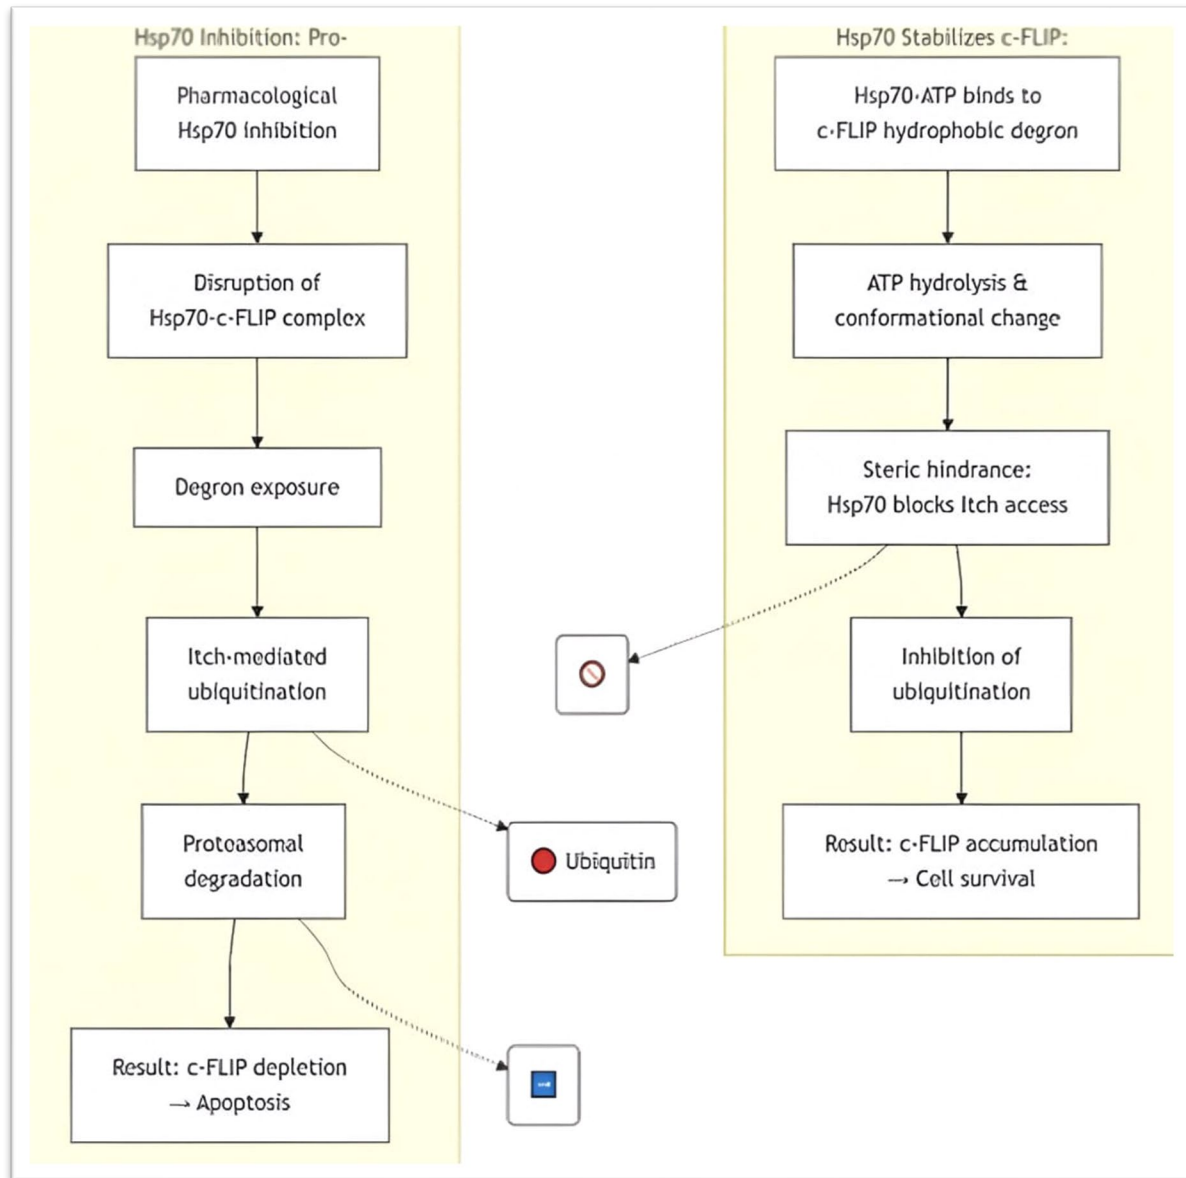 Hsp70 Inhibition: Pro-
Pharmacological
Hsp70 inhibition
Disruption of
Hsp70-c-FLIP complex
Degron exposure
Itch-mediated
ubiquitination
Proteasomal
degradation
Result: c-FLIP depletion
→ Apoptosis
Ubiquitin
Hsp70 Stabilizes c-FLIP:
Hsp70·ATP binds to
c-FLIP hydrophobic degron
ATP hydrolysis &
conformational change
Steric hindrance:
Hsp70 blocks Itch access
Inhibition of
ubiquitination
Result: c-FLIP accumulation
→ Cell survival